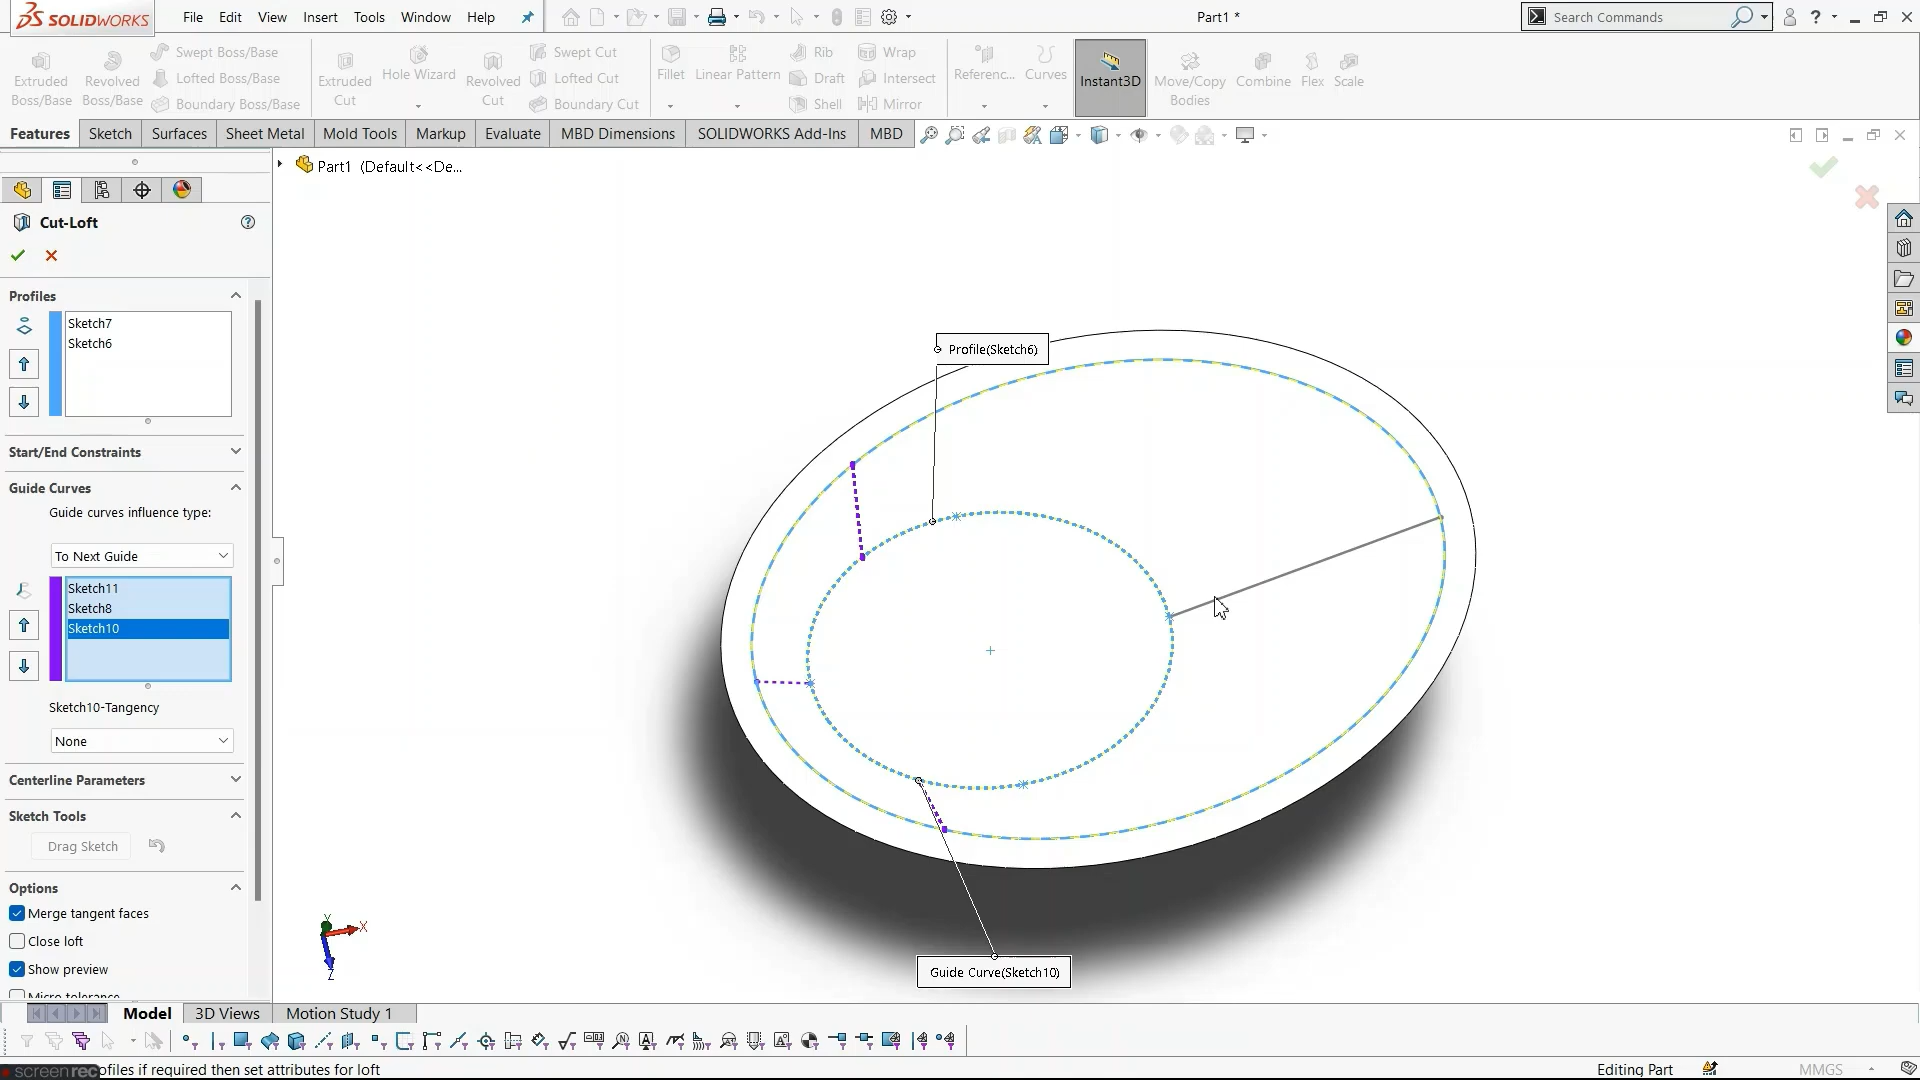 SOLIDWORKS
File Edit View Insert Tools Window Help
Part1 *
Search Commands
Extruded Boss/Base
Revolved Boss/Base
Swept Boss/Base
Lofted Boss/Base
Boundary Boss/Base
Extruded Cut
Hole Wizard
Revolved Cut
Swept Cut
Lofted Cut
Boundary Cut
Fillet
Linear Pattern
Rib
Draft
Shell
Wrap
Intersect
Mirror
Referenc...
Curves
Instant3D
Move/Copy Bodies
Combine
Flex
Scale
Features Sketch Surfaces Sheet Metal Mold Tools Markup Evaluate MBD Dimensions SOLIDWORKS Add-Ins MBD
Part1 (Default<<De...
Cut-Loft
Profiles
Sketch7
Sketch6
Start/End Constraints
Guide Curves
Guide curves influence type:
To Next Guide
Sketch11
Sketch8
Sketch10
Sketch10-Tangency
None
Centerline Parameters
Sketch Tools
Drag Sketch
Options
Merge tangent faces
Close loft
Show preview
Micro tolerance
Profile(Sketch6)
Guide Curve(Sketch10)
Y
X
Z
Model 3D Views Motion Study 1
screenrec
ofiles if required then set attributes for loft
Editing Part
MMGS